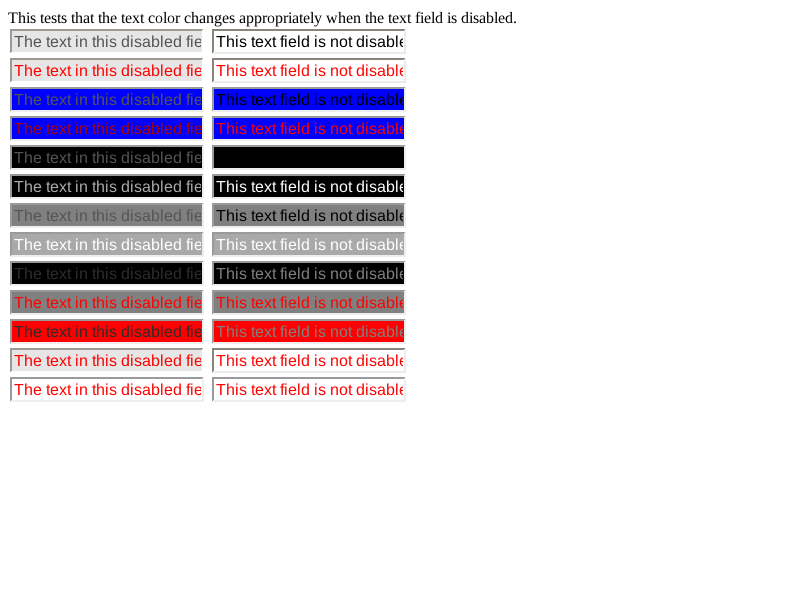 This tests that the text color changes appropriately when the text field is disabled.
The text in this disabled fie This text field is not disable
The text in this disabled fie This text field is not disable
The text in this disabled fie This text field is not disable
The text in this disabled fie This text field is not disable
The text in this disabled fie
The text in this disabled fie This text field is not disable
The text in this disabled fie This text field is not disable
The text in this disabled fie This text field is not disable
The text in this disabled fie This text field is not disable
The text in this disabled fie This text field is not disable
The text in this disabled fie This text field is not disable
The text in this disabled fie This text field is not disable
The text in this disabled fie This text field is not disable